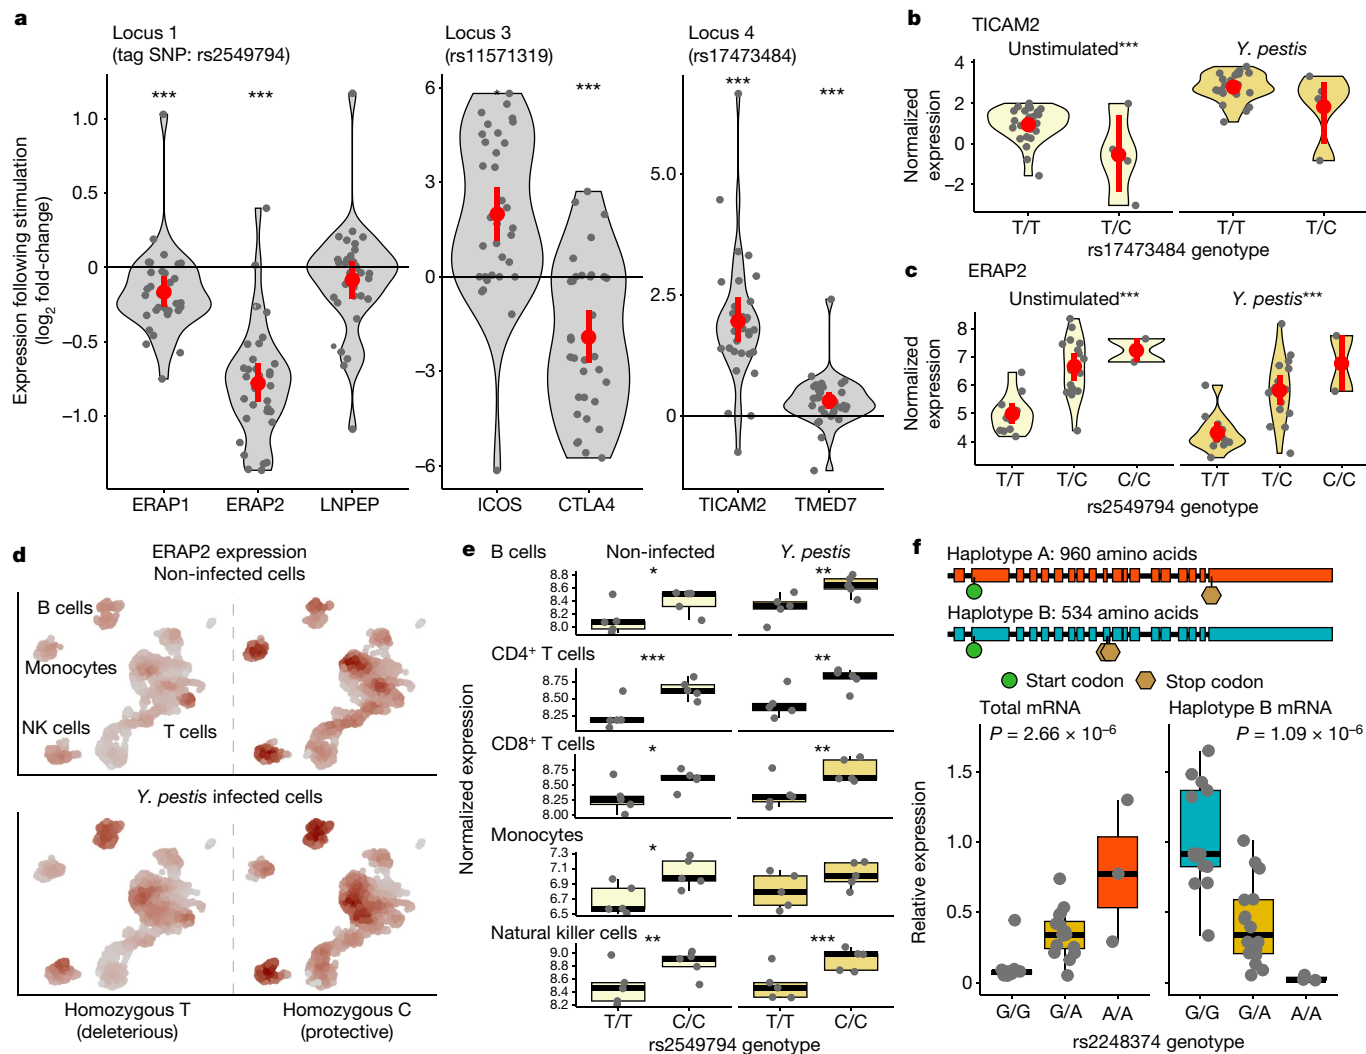 a
Locus 1
(tag SNP: rs2549794)
Locus 3
(rs11571319)
Locus 4
(rs17473484)
Expression following stimulation
(log2 fold-change)
1.0
0.5
0
−0.5
−1.0
***
***
ERAP1
ERAP2
LNPEP
6
3
0
−3
−6
*
***
ICOS
CTLA4
5.0
2.5
0
***
***
TICAM2
TMED7
b
TICAM2
Unstimulated***
Y. pestis
Normalized
expression
4
2
0
−2
T/T
T/C
T/T
T/C
rs17473484 genotype
c
ERAP2
Unstimulated***
Y. pestis***
Normalized
expression
8
7
6
5
4
T/T
T/C
C/C
T/T
T/C
C/C
rs2549794 genotype
d
ERAP2 expression
Non-infected cells
B cells
Monocytes
NK cells
T cells
Y. pestis infected cells
Homozygous T
(deleterious)
Homozygous C
(protective)
e
B cells
Non-infected
Y. pestis
Normalized expression
8.8
8.6
8.4
8.2
8.0
*
**
CD4+ T cells
8.75
8.50
8.25
***
**
CD8+ T cells
8.75
8.50
8.25
8.00
*
**
Monocytes
7.3
7.1
6.9
6.7
6.5
*
Natural killer cells
9.0
8.8
8.6
8.4
8.2
**
***
T/T
C/C
T/T
C/C
rs2549794 genotype
f
Haplotype A: 960 amino acids
Haplotype B: 534 amino acids
Start codon
Stop codon
Total mRNA
P = 2.66 × 10−6
Haplotype B mRNA
P = 1.09 × 10−6
Relative expression
1.5
1.0
0.5
0
G/G
G/A
A/A
G/G
G/A
A/A
rs2248374 genotype